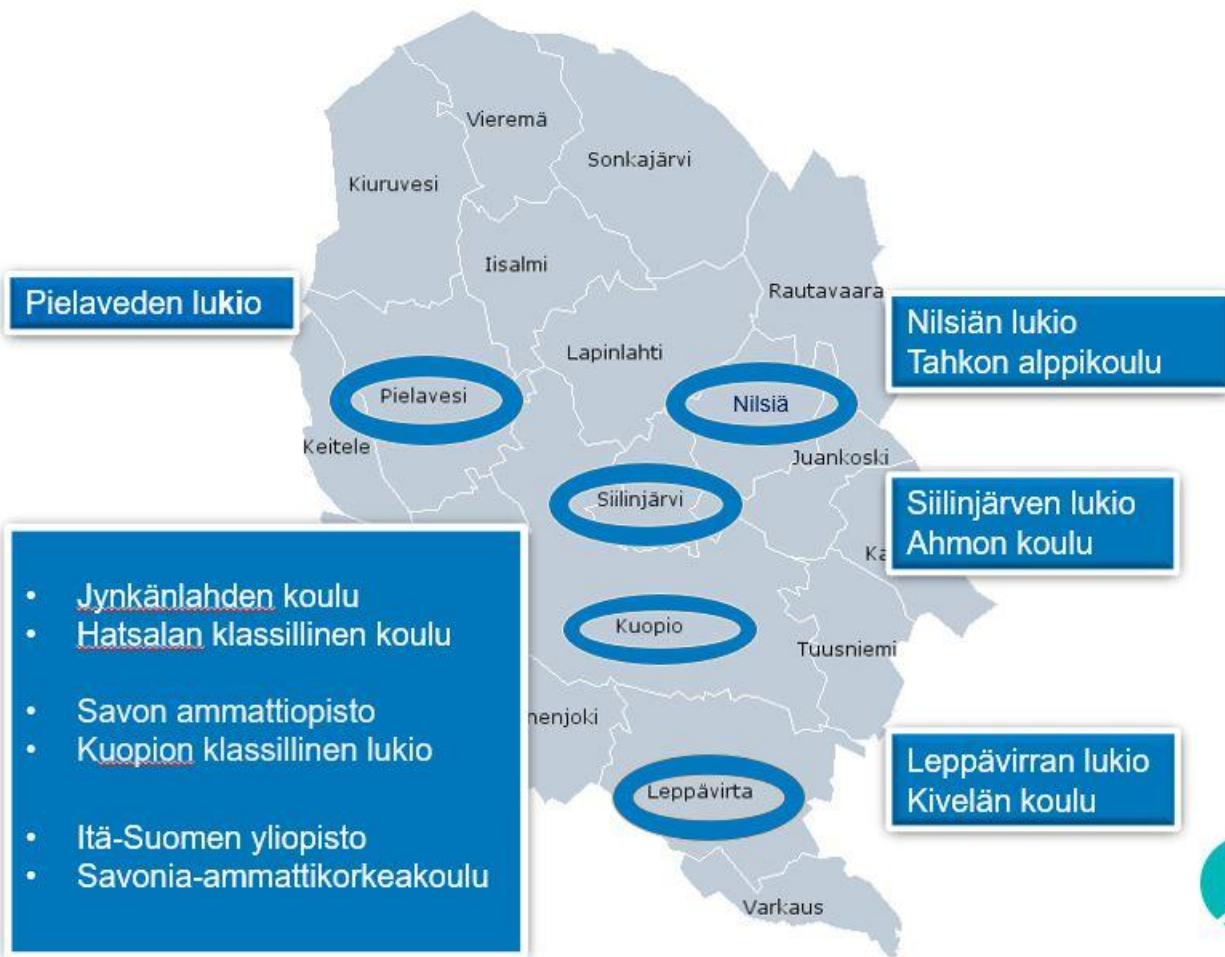 Vieremä
Sonkajärvi
Kiuruvesi
Iisalmi
Rautavaara
Pielaveden lukio
Nilsiän lukio
Tahkon alppikoulu
Lapinlahti
Pielavesi
Nilsiä
Keitele
Juankoski
Siilinjärvi
Siilinjärven lukio
Ahmon koulu
Ka
• Jynkänlahden koulu
• Hatsalan klassillinen koulu
• Savon ammattiopisto
• Kuopion klassillinen lukio
• Itä-Suomen yliopisto
• Savonia-ammattikorkeakoulu
Kuopio
Tuusniemi
nenjoki
Leppävirta
Leppävirran lukio
Kivelän koulu
Varkaus